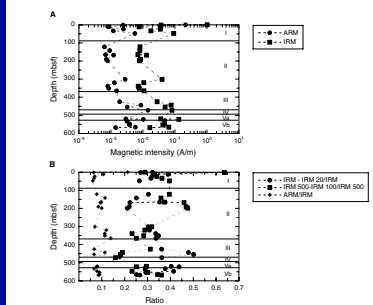 A
0
100
200
300
400
500
600
Depth (mbsf)
I
II
III
IV
Va
Vb
10⁻⁴ 10⁻³ 10⁻² 10⁻¹ 10⁰ 10¹
Magnetic intensity (A/m)
ARM
IRM
B
0
100
200
300
400
500
600
Depth (mbsf)
I
II
III
IV
Va
Vb
0.1 0.2 0.3 0.4 0.5 0.6 0.7
Ratio
IRM - IRM 20/IRM
IRM 500-IRM 100/IRM 500
ARM/IRM